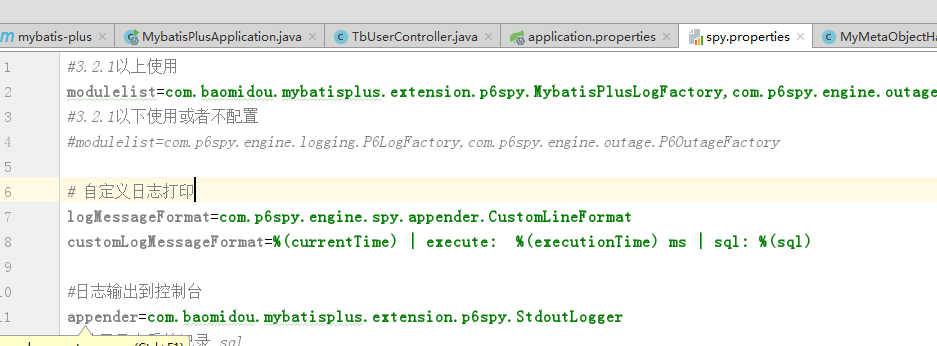 mybatis-plus MybatisPlusApplication.java TbUserController.java application.properties spy.properties MyMetaObjectHa
1 #3.2.1以上使用
2 modulelist=com.baomidou.mybatisplus.extension.p6spy.MybatisPlusLogFactory,com.p6spy.engine.outage
3 #3.2.1以下使用或者不配置
4 #modulelist=com.p6spy.engine.logging.P6LogFactory,com.p6spy.engine.outage.P6OutageFactory
5
6 # 自定义日志打印
7 logMessageFormat=com.p6spy.engine.spy.appender.CustomLineFormat
8 customLogMessageFormat=%(currentTime) | execute: %(executionTime) ms | sql: %(sql)
9
10 #日志输出到控制台
11 appender=com.baomidou.mybatisplus.extension.p6spy.StdoutLogger
sql